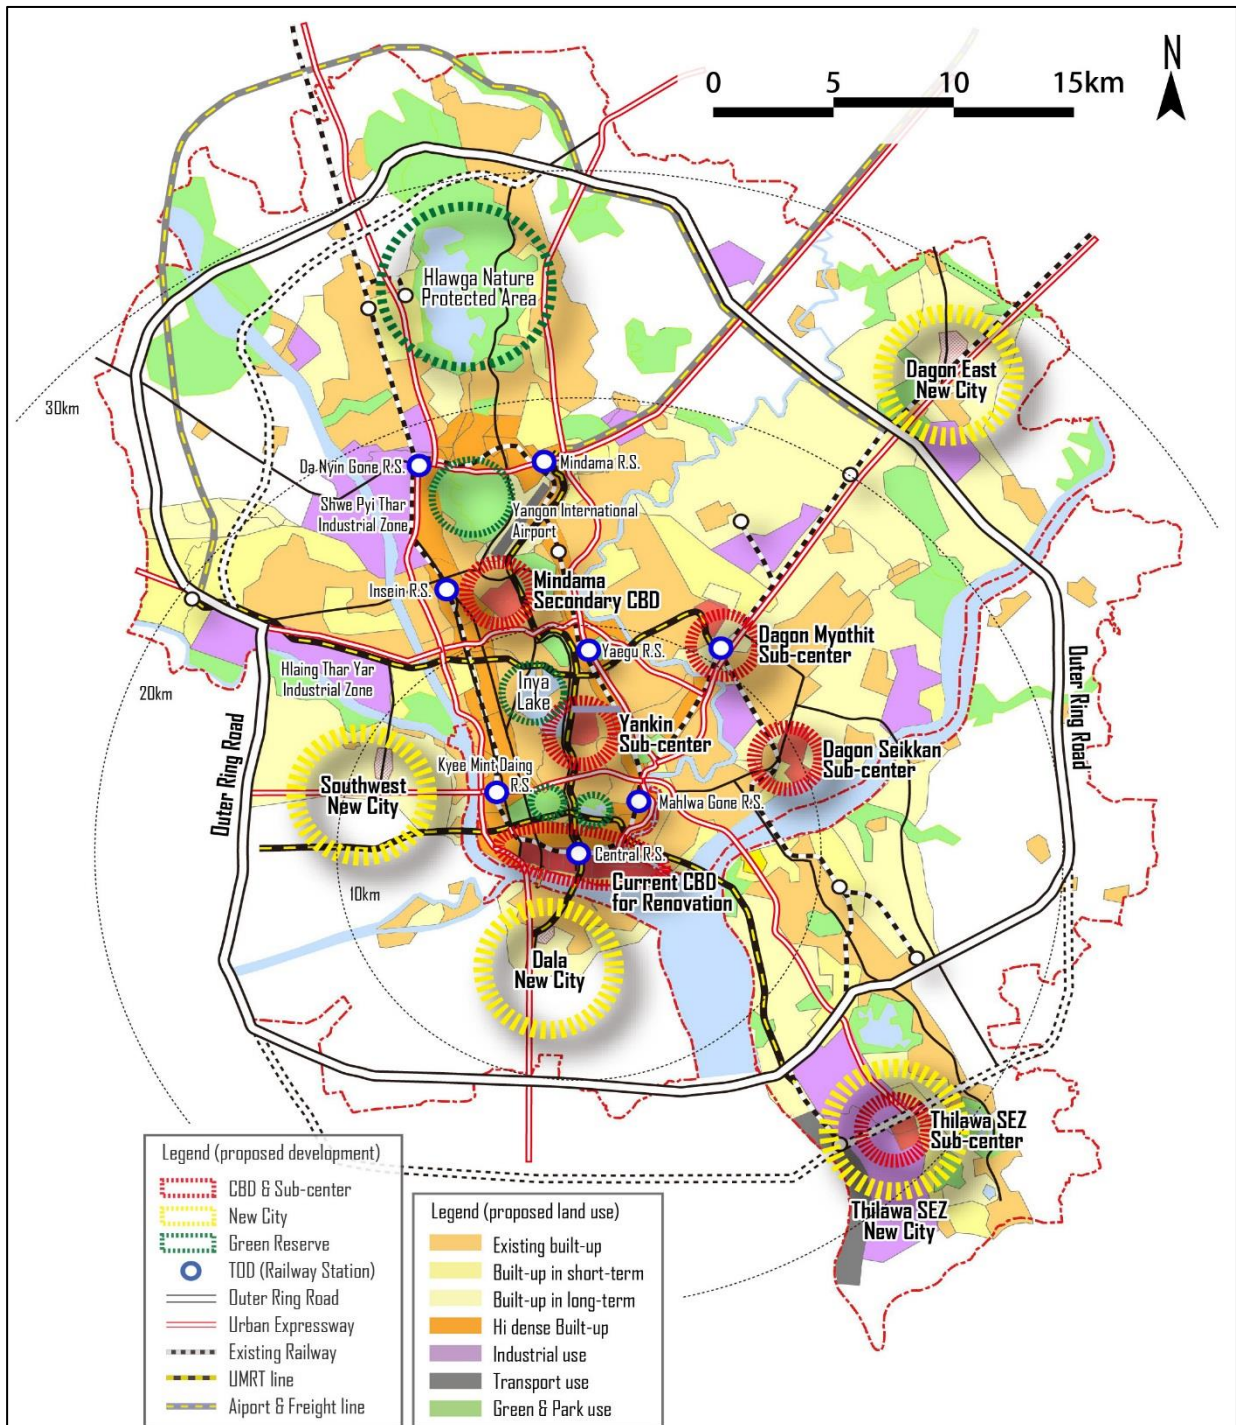 N
0 5 10 15km
Hlawga Nature
Protected Area
Dagon East
New City
30km
Da Nyin Gone R.S.
Mindama R.S.
Shwe Pyi Thar
Industrial Zone
Yangon International
Airport
Insein R.S.
Mindama
Secondary CBD
Yaegu R.S.
Dagon Myothit
Sub-center
Hlaing Thar Yar
Industrial Zone
20km
Inya
Lake
Outer Ring Road
Outer Ring Road
Yankin
Sub-center
Dagon Seikkan
Sub-center
Kyee Mint Daing
R.S.
Southwest
New City
Mahlwa Gone R.S.
Central R.S.
10km
Current CBD
for Renovation
Dala
New City
Thilawa SEZ
Sub-center
Thilawa SEZ
New City
Legend (proposed development)
CBD & Sub-center
New City
Green Reserve
TOD (Railway Station)
Outer Ring Road
Urban Expressway
Existing Railway
UMRT line
Aiport & Freight line
Legend (proposed land use)
Existing built-up
Built-up in short-term
Built-up in long-term
Hi dense Built-up
Industrial use
Transport use
Green & Park use